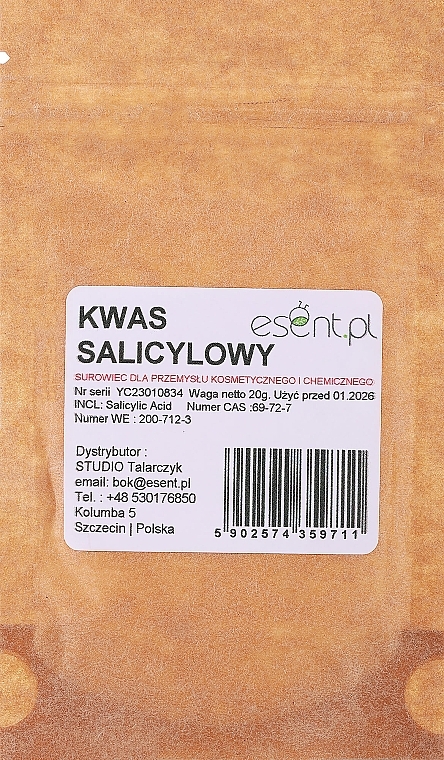 KWAS
SALICYLOWY
esent.pl
SUROWIEC DLA PRZEMYSŁU KOSMETYCZNEGO I CHEMICZNEGO
Nr serii YC23010834 Waga netto 20g. Użyć przed 01.2026
INCL: Salicylic Acid Numer CAS :69-72-7
Numer WE : 200-712-3
Dystrybutor :
STUDIO Talarczyk
email: bok@esent.pl
Tel. : +48 530176850
Kolumba 5
Szczecin | Polska
5 902574 359711